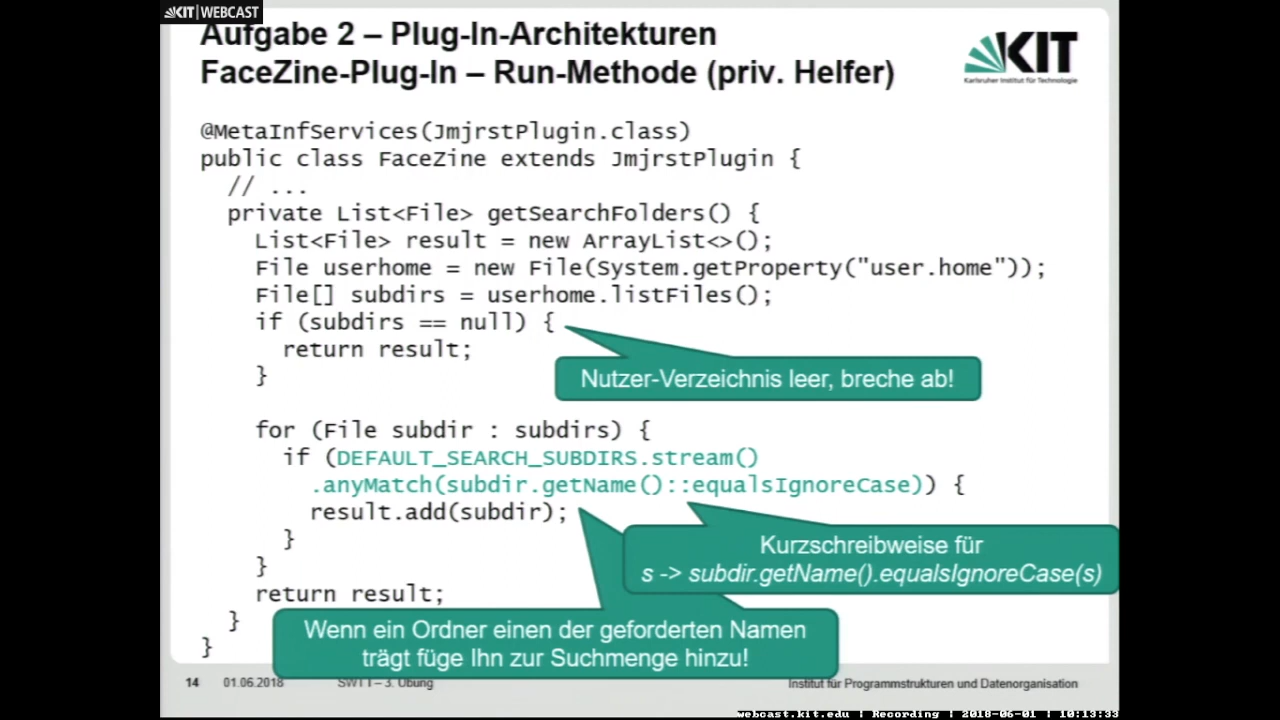 KIT | WEBCAST
Aufgabe 2 – Plug-In-Architekturen
FaceZine-Plug-In – Run-Methode (priv. Helfer)
KIT
Karlsruher Institut für Technologie
@MetaInfServices(JmjrstPlugin.class)
public class FaceZine extends JmjrstPlugin {
// ...
private List<File> getSearchFolders() {
List<File> result = new ArrayList<>();
File userhome = new File(System.getProperty("user.home"));
File[] subdirs = userhome.listFiles();
if (subdirs == null) {
return result;
}
Nutzer-Verzeichnis leer, breche ab!
for (File subdir : subdirs) {
if (DEFAULT_SEARCH_SUBDIRS.stream()
.anyMatch(subdir.getName()::equalsIgnoreCase)) {
result.add(subdir);
}
Kurzschreibweise für
s -> subdir.getName().equalsIgnoreCase(s)
}
return result;
}
Wenn ein Ordner einen der geforderten Namen
trägt füge Ihn zur Suchmenge hinzu!
}
14 01.06.2018 SWT I – 3. Übung Institut für Programmstrukturen und Datenorganisation
webcast.kit.edu | Recording | 2018-06-01 | 10:13:33